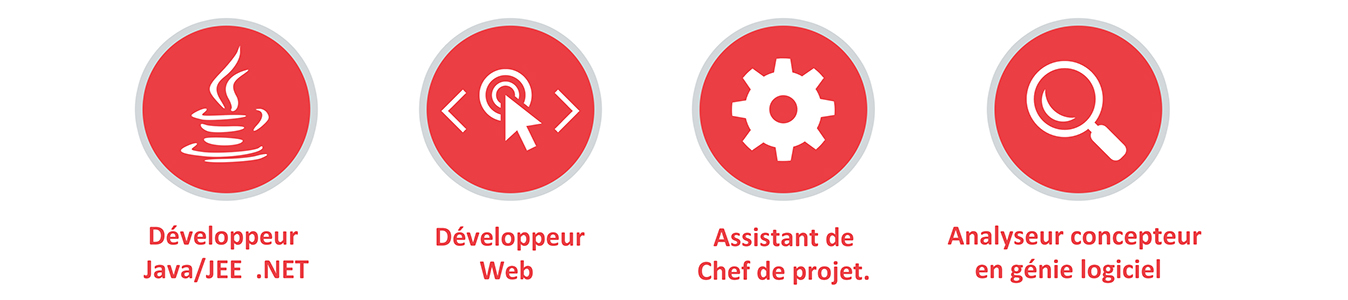 Développeur
Java/JEE .NET
Développeur
Web
Assistant de
Chef de projet.
Analyseur concepteur
en génie logiciel